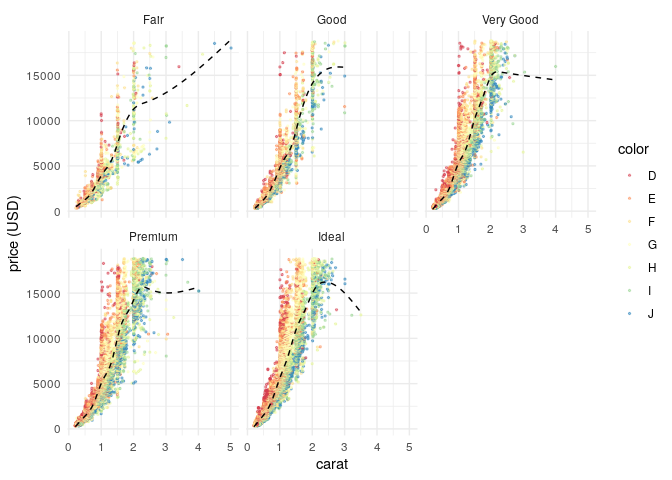 Fair Good Very Good
15000
10000
5000
0
0 1 2 3 4 5
price (USD)
Premium Ideal
15000
10000
5000
0
0 1 2 3 4 5 0 1 2 3 4 5
carat
color
D
E
F
G
H
I
J